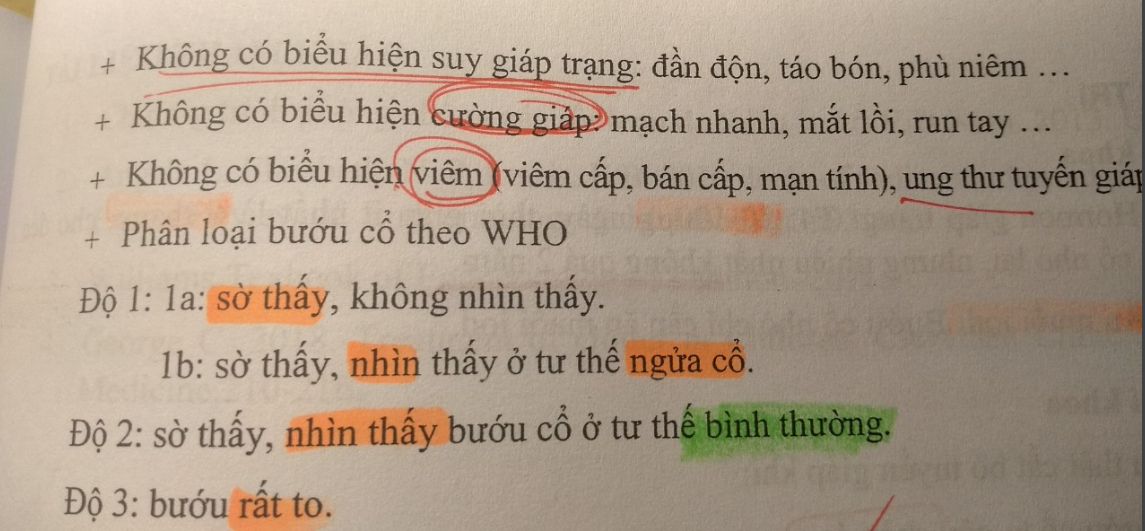 + Không có biểu hiện suy giáp trạng: đần độn, táo bón, phù niêm ...
+ Không có biểu hiện cường giáp: mạch nhanh, mắt lồi, run tay ...
+ Không có biểu hiện viêm (viêm cấp, bán cấp, mạn tính), ung thư tuyến giáp
+ Phân loại bướu cổ theo WHO
Độ 1: 1a: sờ thấy, không nhìn thấy.
1b: sờ thấy, nhìn thấy ở tư thế ngửa cổ.
Độ 2: sờ thấy, nhìn thấy bướu cổ ở tư thế bình thường.
Độ 3: bướu rất to.